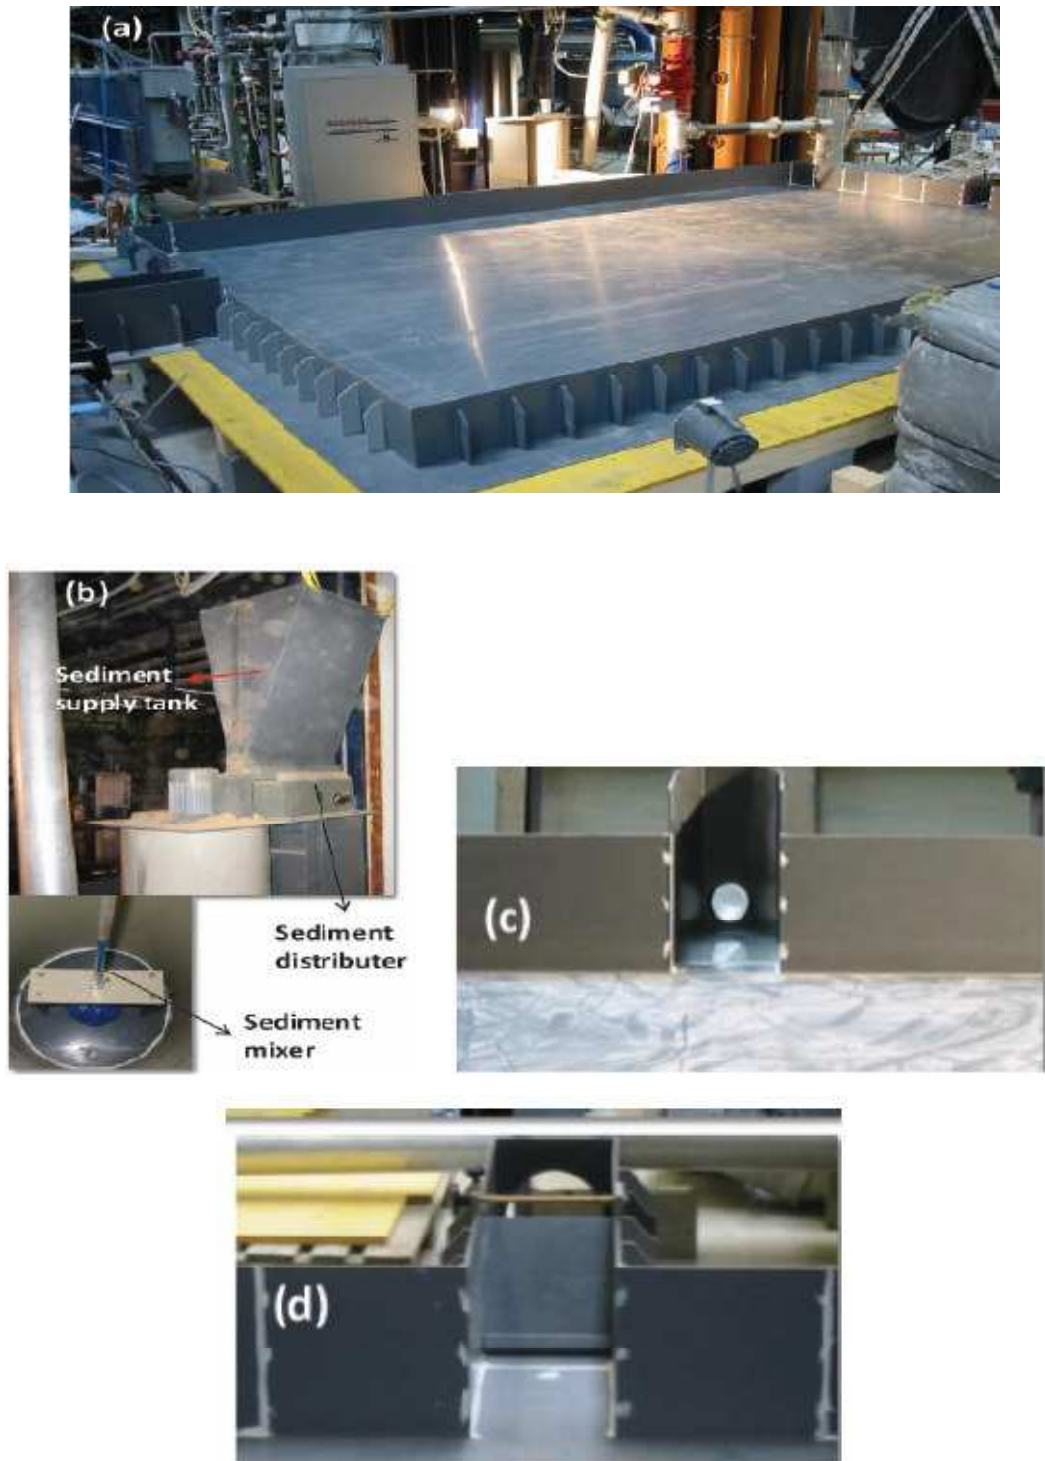 (a)
(b)
Sediment
supply tank
Sediment
distributer
Sediment
mixer
(c)
(d)